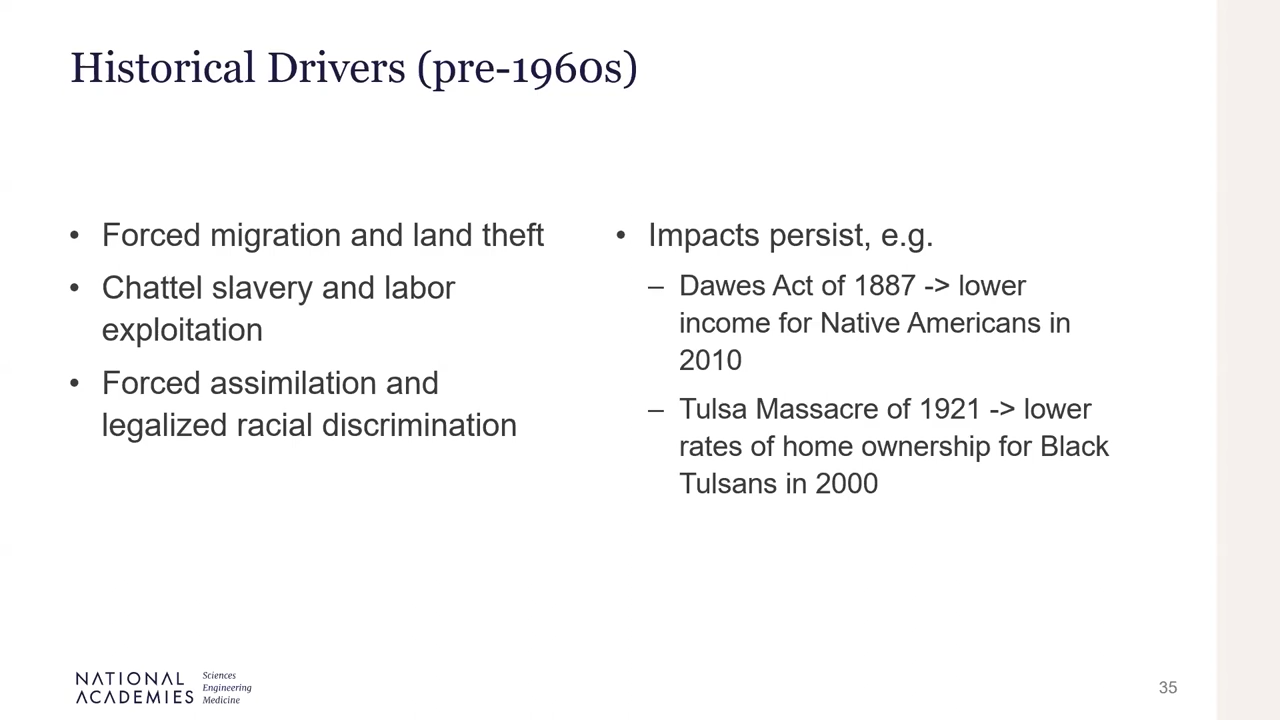 Historical Drivers (pre-1960s)
• Forced migration and land theft
• Chattel slavery and labor
exploitation
• Forced assimilation and
legalized racial discrimination
• Impacts persist, e.g.
– Dawes Act of 1887 -> lower
income for Native Americans in
2010
– Tulsa Massacre of 1921 -> lower
rates of home ownership for Black
Tulsans in 2000
NATIONAL
ACADEMIES
Sciences
Engineering
Medicine
35